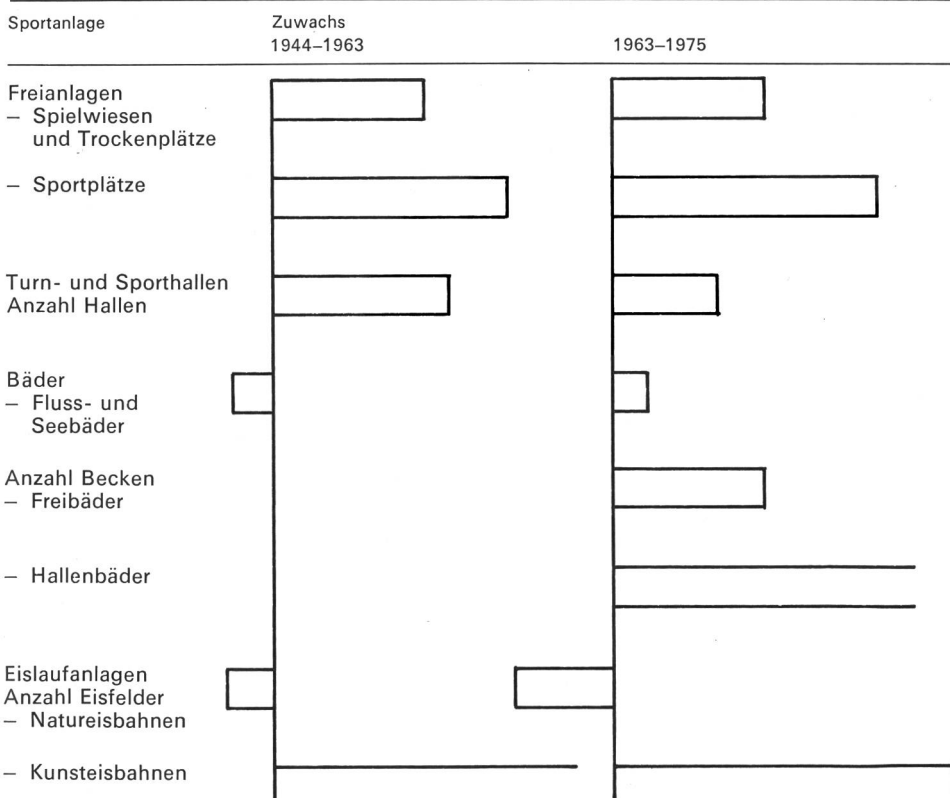 Sportanlage
Zuwachs
1944–1963
1963–1975
Freianlagen
– Spielwiesen
und Trockenplätze
– Sportplätze
Turn- und Sporthallen
Anzahl Hallen
Bäder
– Fluss- und
Seebäder
Anzahl Becken
– Freibäder
– Hallenbäder
Eislaufanlagen
Anzahl Eisfelder
– Natureisbahnen
– Kunsteisbahnen